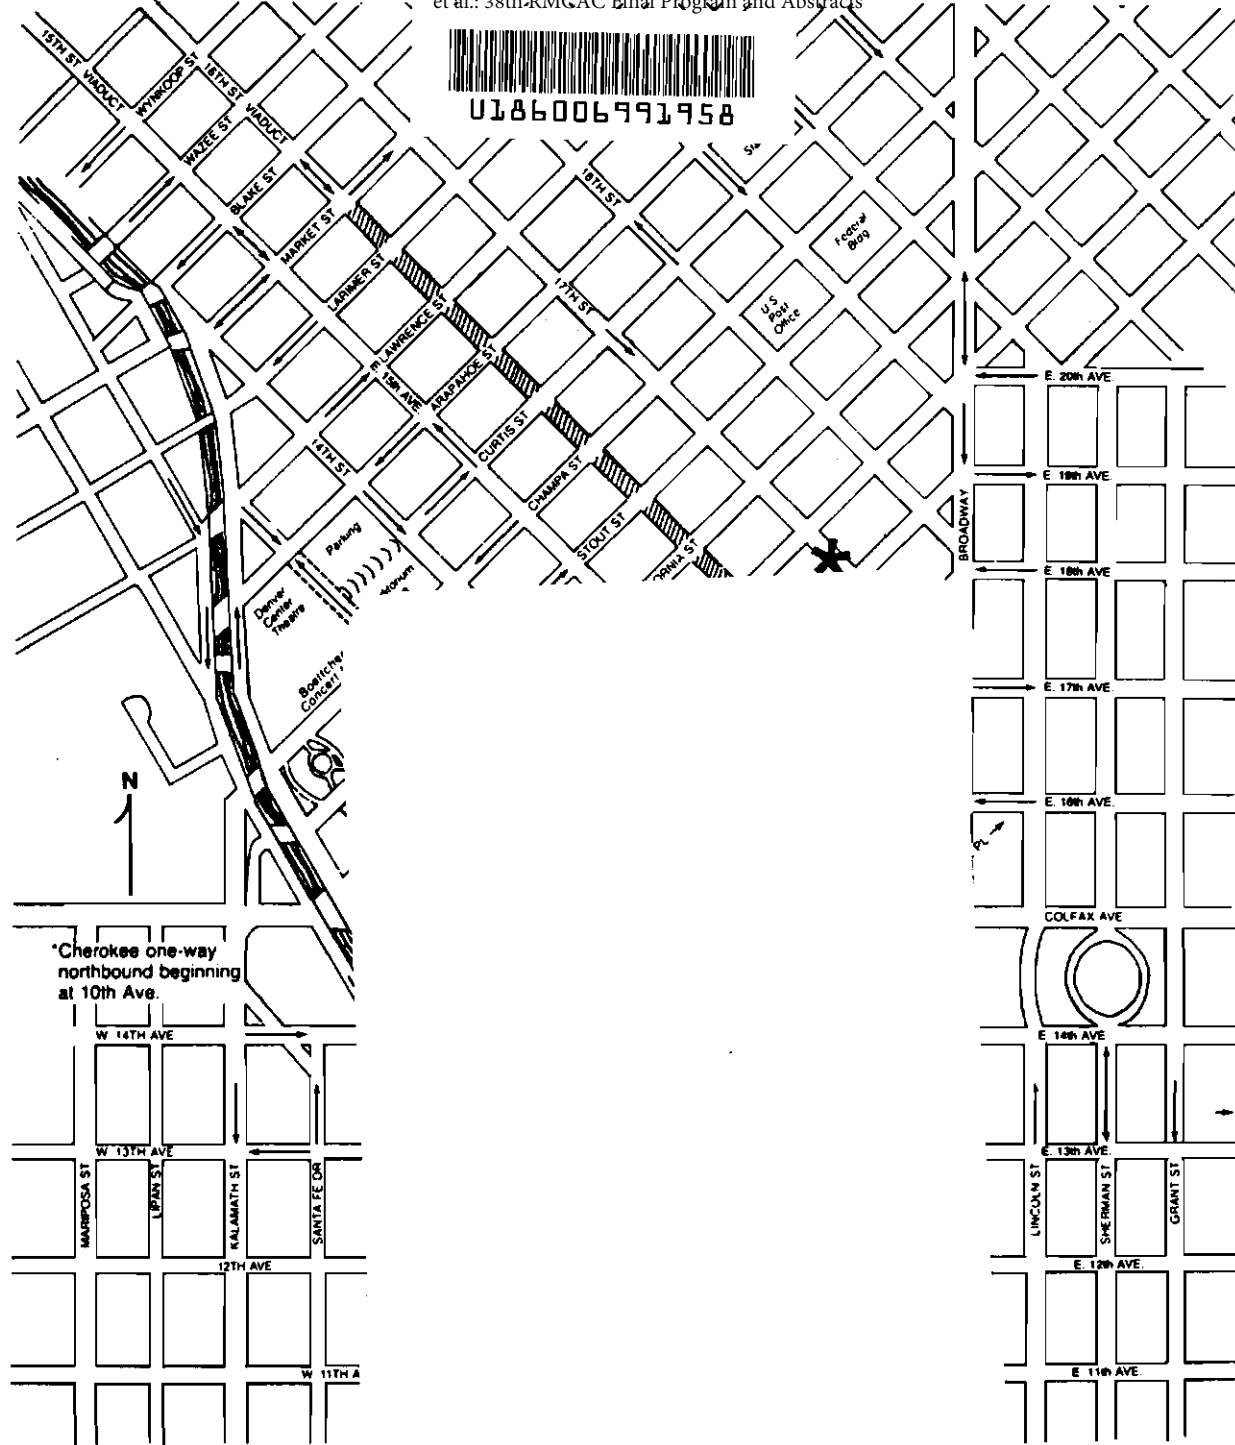 et al.: 38th RMCAC Final Program and Abstracts
U186006991958
15TH ST VIADUCT
WYNKOOP ST
16TH ST VIADUCT
WAZEE ST
BLAKE ST
MARKET ST
LARIMER ST
LAWRENCE ST
15th AVE
ARAPAHOE ST
CURTIS ST
CHAMPA ST
STOUT ST
ORNIA ST
14TH ST
18TH ST
17TH ST
Federal
Bldg
U.S.
Post
Office
Parking
torium
Denver
Center
Theatre
Boettcher
Concert
BROADWAY
E. 20th AVE.
E. 19th AVE.
E. 18th AVE.
E. 17th AVE.
E. 16th AVE.
PL
COLFAX AVE
N
*Cherokee one-way
northbound beginning
at 10th Ave.
W. 14TH AVE
E. 14th AVE
W. 13TH AVE
E. 13th AVE.
MARIPOSA ST
LIPAN ST
KALAMATH ST
SANTA FE DR
LINCOLN ST
SHERMAN ST
GRANT ST
12TH AVE
E. 12th AVE.
W. 11TH A
E. 11th AVE.